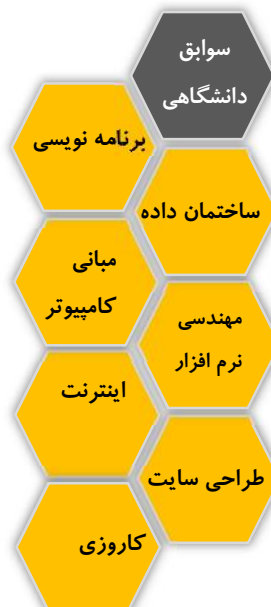 سوابق
دانشگاهی
برنامه نویسی
ساختمان داده
مبانی
کامپیوتر
مهندسی
نرم افزار
اینترنت
طراحی سایت
کاروزی